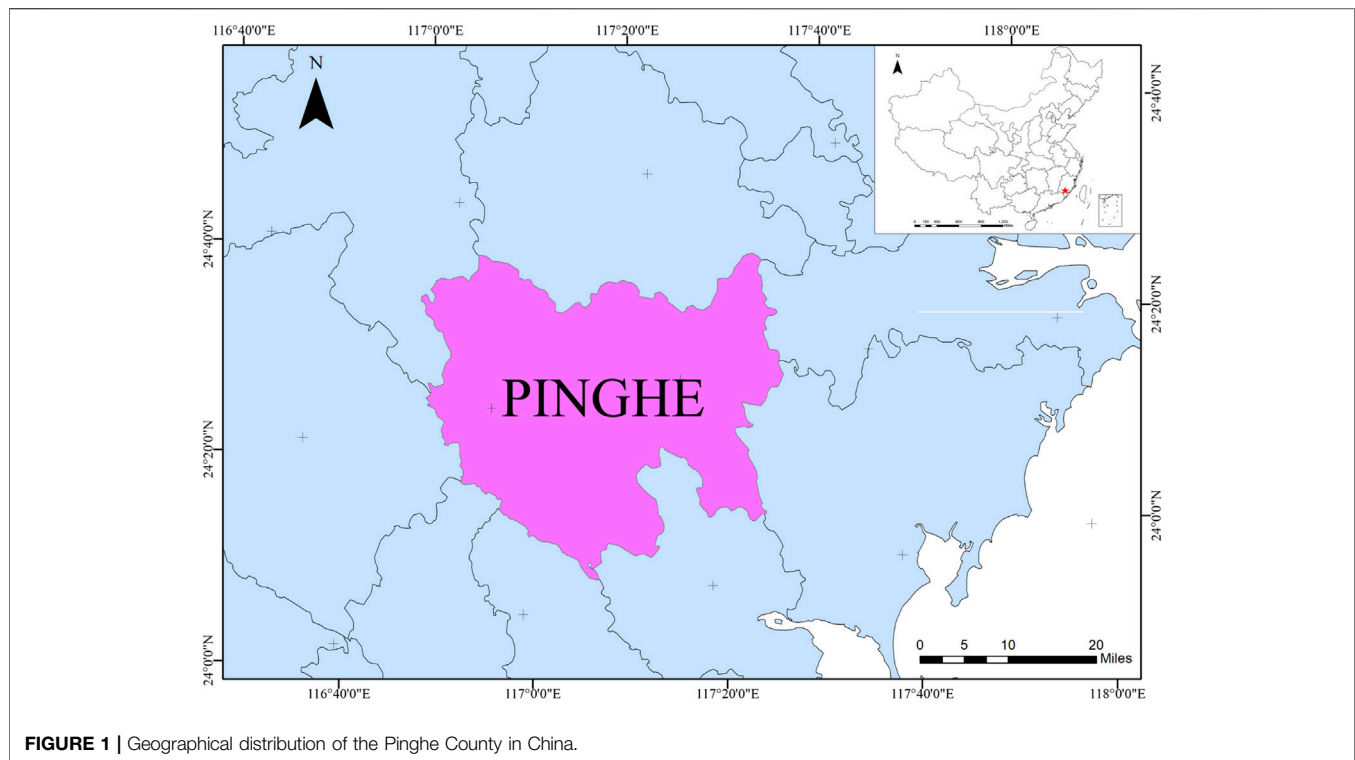 116°40'0"E 117°0'0"E 117°20'0"E 117°40'0"E 118°0'0"E
N
N
24°40'0"N
24°40'0"N
24°20'0"N
PINGHE
24°20'0"N
24°0'0"N
24°0'0"N
0 5 10 20
Miles
116°40'0"E 117°0'0"E 117°20'0"E 117°40'0"E 118°0'0"E
FIGURE 1 | Geographical distribution of the Pinghe County in China.